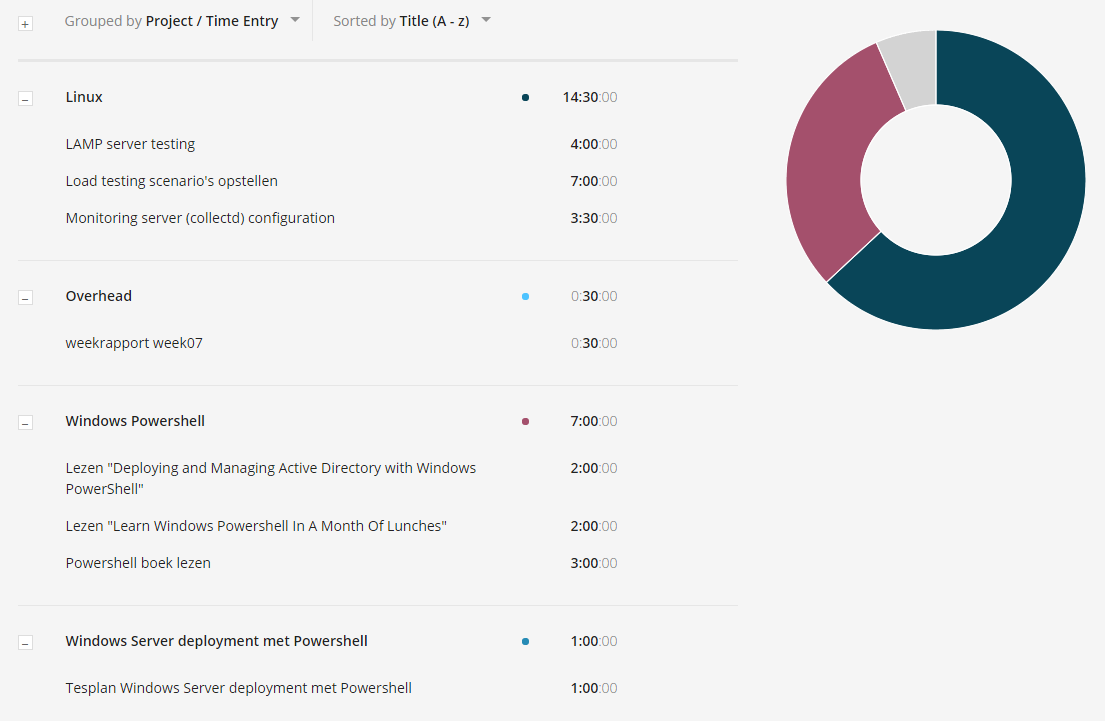 Grouped by Project / Time Entry Sorted by Title (A - z)
Linux 14:30:00
LAMP server testing 4:00:00
Load testing scenario's opstellen 7:00:00
Monitoring server (collectd) configuration 3:30:00
Overhead 0:30:00
weekrapport week07 0:30:00
Windows Powershell 7:00:00
Lezen "Deploying and Managing Active Directory with Windows 2:00:00
PowerShell"
Lezen "Learn Windows Powershell In A Month Of Lunches" 2:00:00
Powershell boek lezen 3:00:00
Windows Server deployment met Powershell 1:00:00
Tesplan Windows Server deployment met Powershell 1:00:00